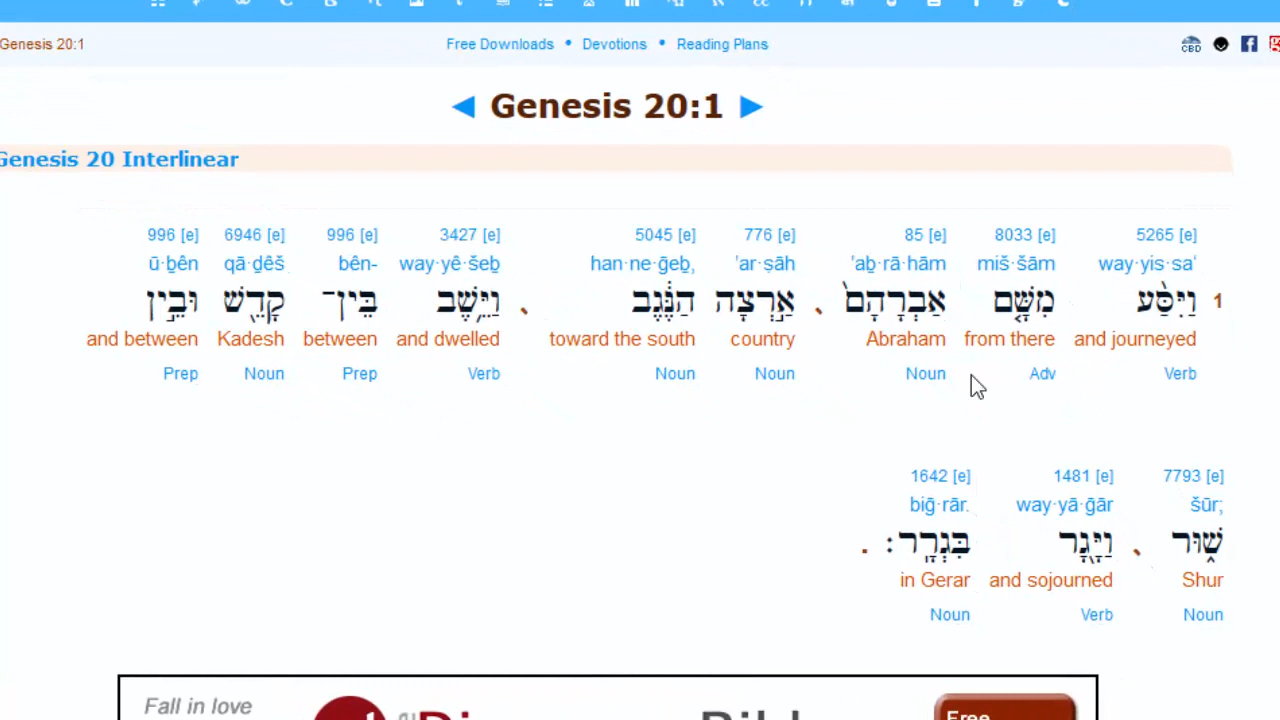 Genesis 20:1
Free Downloads • Devotions • Reading Plans
CBD
◄ Genesis 20:1 ►
Genesis 20 Interlinear
996 [e] 6946 [e] 996 [e] 3427 [e] 5045 [e] 776 [e] 85 [e] 8033 [e] 5265 [e]
ū·ḇên qā·ḏêš bên- way·yê·šeḇ han·ne·ḡeḇ, ’ar·ṣāh ’aḇ·rā·hām miš·šām way·yis·sa‘
1 וַיִּסַּ֨ע מִשָּׁ֤ם אַבְרָהָם֙ 、 אַ֣רְצָה הַנֶּ֔גֶב 、 וַיֵּ֥שֶׁב בֵּין־ קָדֵ֖שׁ וּבֵ֣ין
and between Kadesh between and dwelled toward the south country Abraham from there and journeyed
Prep Noun Prep Verb Noun Noun Noun Adv Verb
1642 [e] 1481 [e] 7793 [e]
biḡ·rār. way·yā·ḡār šūr;
שׁ֑וּר 、 וַיָּ֖גָר בִּגְרָֽר׃ .
in Gerar and sojourned Shur
Noun Verb Noun
Fall in love
Free